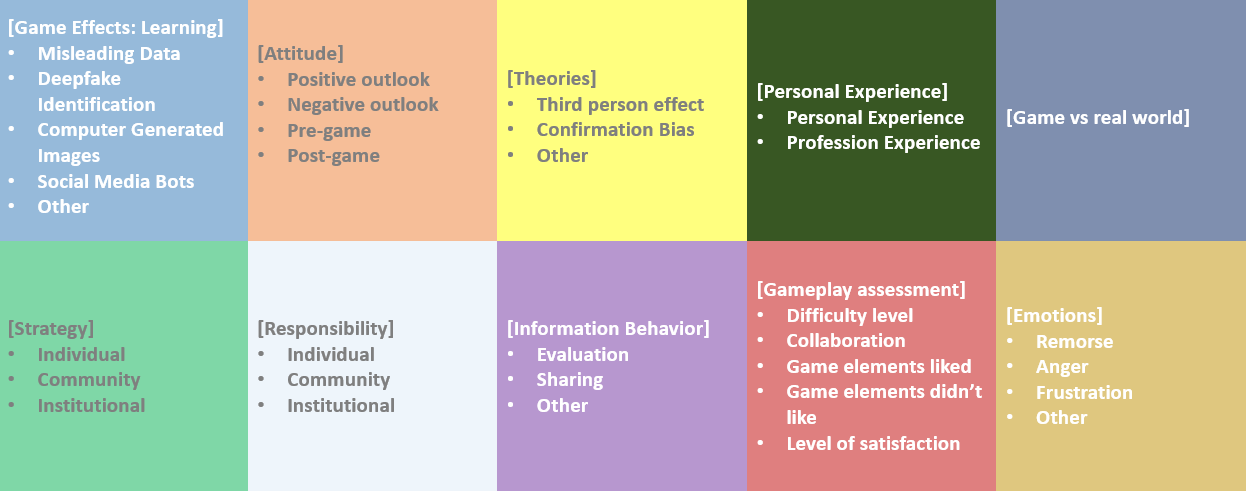 [Game Effects: Learning]
• Misleading Data
• Deepfake
Identification
• Computer Generated
Images
• Social Media Bots
• Other
[Attitude]
• Positive outlook
• Negative outlook
• Pre-game
• Post-game
[Theories]
• Third person effect
• Confirmation Bias
• Other
[Personal Experience]
• Personal Experience
• Profession Experience
[Game vs real world]
[Strategy]
• Individual
• Community
• Institutional
[Responsibility]
• Individual
• Community
• Institutional
[Information Behavior]
• Evaluation
• Sharing
• Other
[Gameplay assessment]
• Difficulty level
• Collaboration
• Game elements liked
• Game elements didn’t
like
• Level of satisfaction
[Emotions]
• Remorse
• Anger
• Frustration
• Other